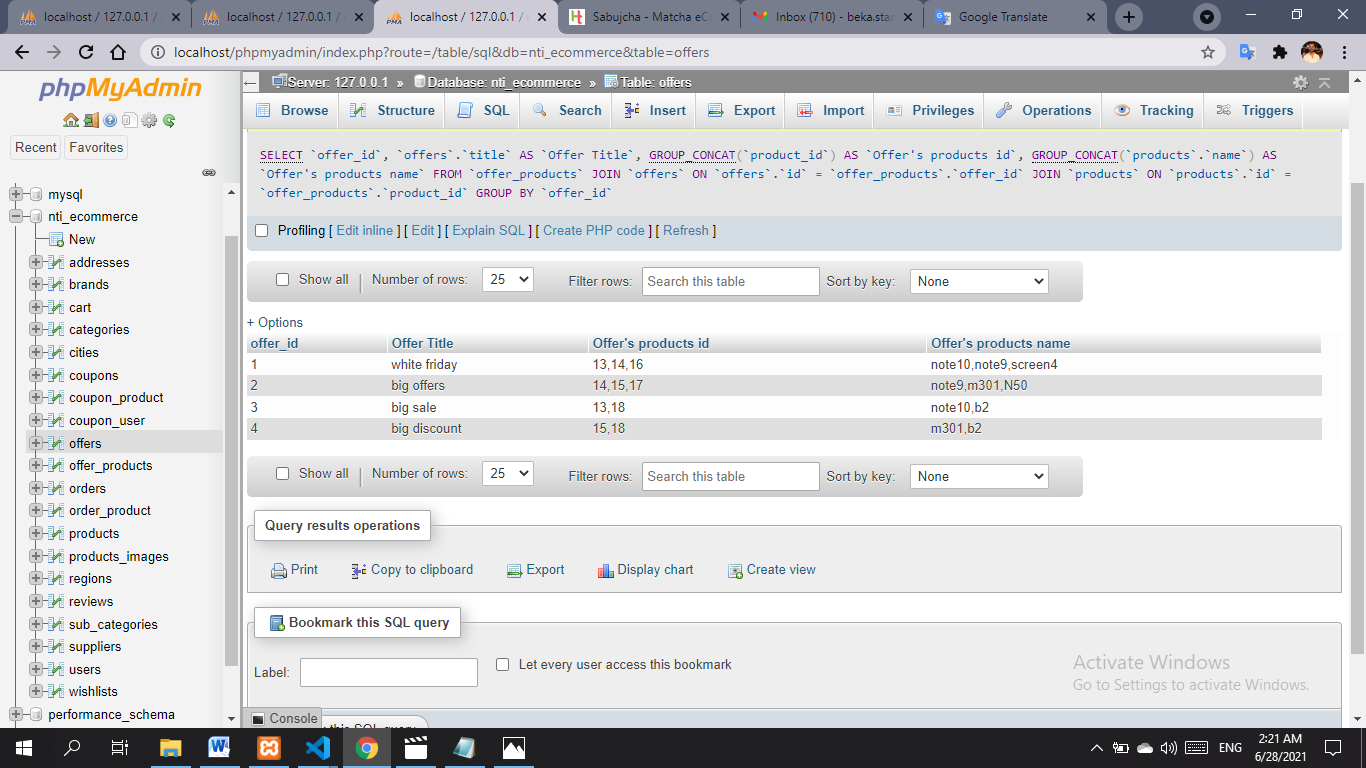 localhost / 127.0.0.1 /
localhost / 127.0.0.1 /
localhost / 127.0.0.1 /
Sabujcha - Matcha eC
Inbox (710) - beka.sta
Google Translate
localhost/phpmyadmin/index.php?route=/table/sql&db=nti_ecommerce&table=offers
phpMyAdmin
Recent Favorites
mysql
nti_ecommerce
New
addresses
brands
cart
categories
cities
coupons
coupon_product
coupon_user
offers
offer_products
orders
order_product
products
products_images
regions
reviews
sub_categories
suppliers
users
wishlists
performance_schema
Server: 127.0.0.1 » Database: nti_ecommerce » Table: offers
Browse Structure SQL Search Insert Export Import Privileges Operations Tracking Triggers
SELECT `offer_id`, `offers`.`title` AS `Offer Title`, GROUP_CONCAT(`product_id`) AS `Offer's products id`, GROUP_CONCAT(`products`.`name`) AS
`Offer's products name` FROM `offer_products` JOIN `offers` ON `offers`.`id` = `offer_products`.`offer_id` JOIN `products` ON `products`.`id` =
`offer_products`.`product_id` GROUP BY `offer_id`
Profiling [ Edit inline ] [ Edit ] [ Explain SQL ] [ Create PHP code ] [ Refresh ]
Show all Number of rows: 25 Filter rows: Search this table Sort by key: None
+ Options
offer_id Offer Title Offer's products id Offer's products name
1 white friday 13,14,16 note10,note9,screen4
2 big offers 14,15,17 note9,m301,N50
3 big sale 13,18 note10,b2
4 big discount 15,18 m301,b2
Show all Number of rows: 25 Filter rows: Search this table Sort by key: None
Query results operations
Print Copy to clipboard Export Display chart Create view
Bookmark this SQL query
Label: Let every user access this bookmark
Activate Windows
Go to Settings to activate Windows.
Console
this SQL query
ENG
2:21 AM
6/28/2021